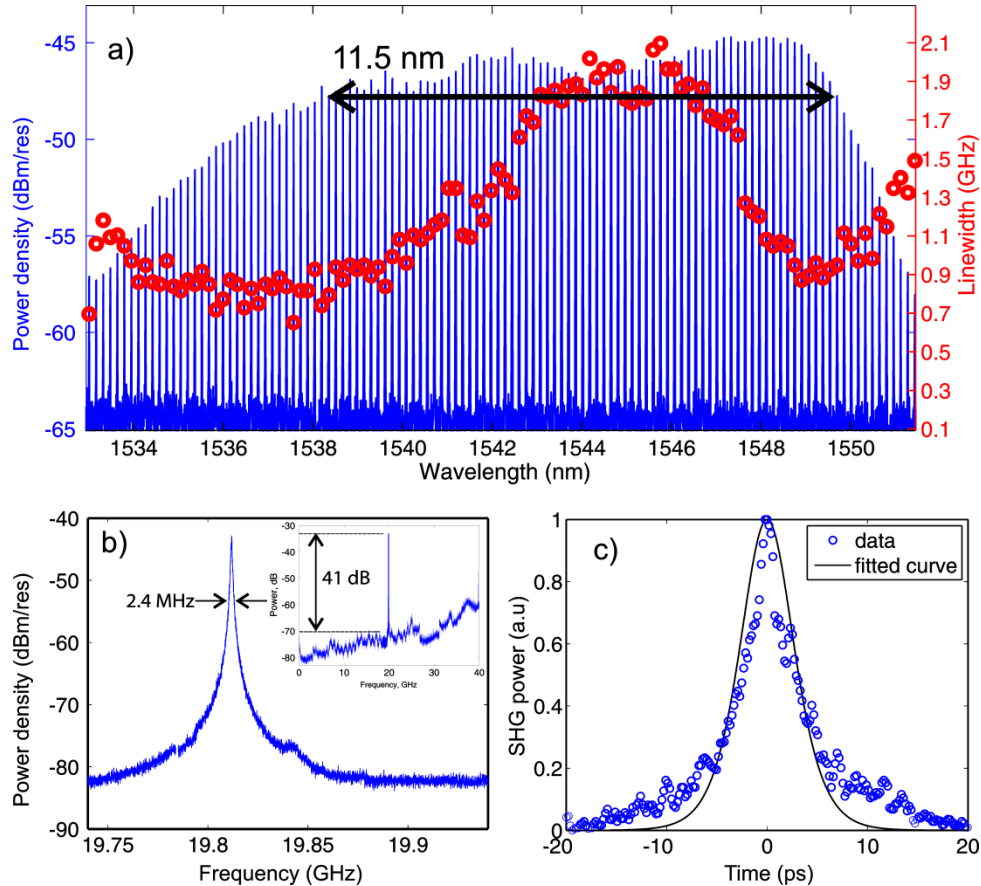 a)
11.5 nm
Power density (dBm/res)
-45
-50
-55
-60
-65
2.1
1.9
1.7
1.5
1.3
1.1
0.9
0.7
0.5
0.3
0.1
Linewidth (GHz)
1534 1536 1538 1540 1542 1544 1546 1548 1550
Wavelength (nm)
b)
Power density (dBm/res)
-40
-50
-60
-70
-80
-90
2.4 MHz
19.75 19.8 19.85 19.9
Frequency (GHz)
Power, dB
-30
-40
-50
-60
-70
-80
41 dB
0 10 20 30 40
Frequency, GHz
c)
data
fitted curve
SHG power (a.u)
1
0.8
0.6
0.4
0.2
0
-20 -10 0 10 20
Time (ps)